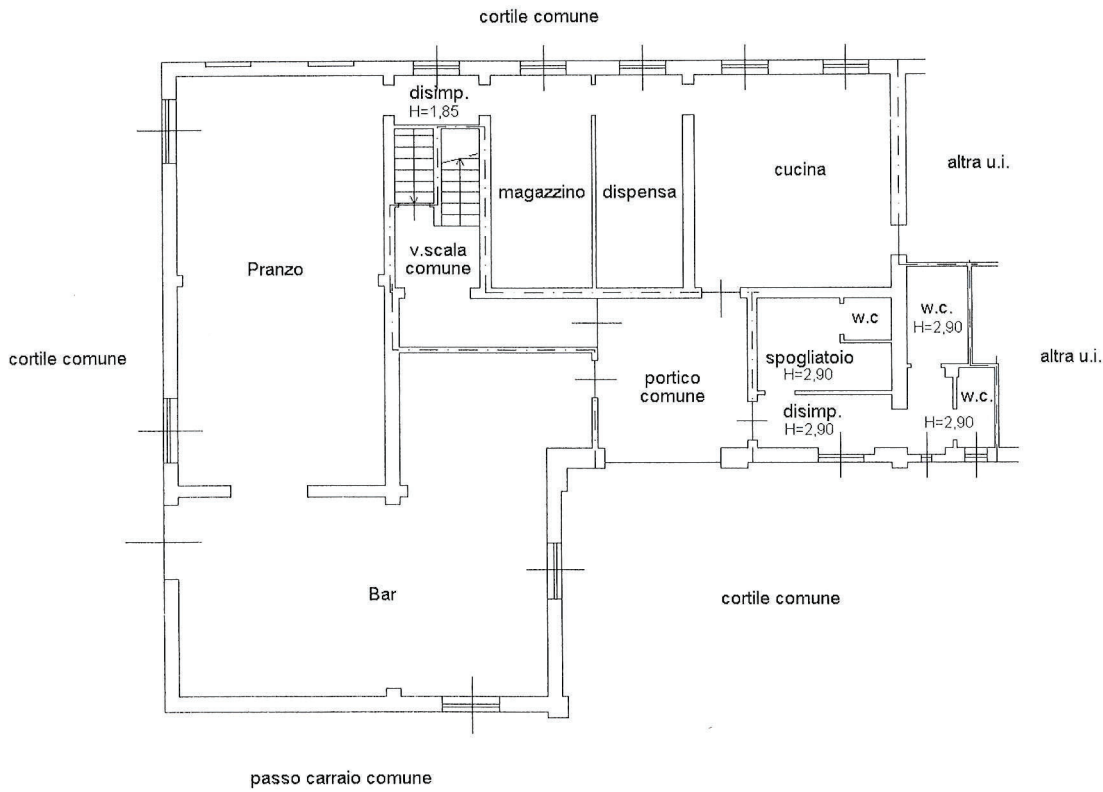 cortile comune
disimp.
H=1,85
altra u.i.
cucina
magazzino
dispensa
v.scala
comune
Pranzo
w.c.
H=2,90
w.c
cortile comune
spogliatoio
H=2,90
altra u.i.
portico
comune
w.c.
disimp.
H=2,90
H=2,90
Bar
cortile comune
passo carraio comune